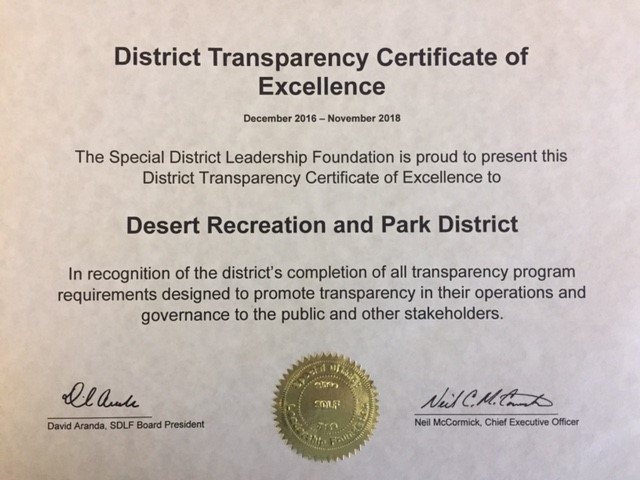 District Transparency Certificate of
Excellence
December 2016 – November 2018
The Special District Leadership Foundation is proud to present this
District Transparency Certificate of Excellence to
Desert Recreation and Park District
In recognition of the district's completion of all transparency program
requirements designed to promote transparency in their operations and
governance to the public and other stakeholders.
David Aranda, SDLF Board President
Neil McCormick, Chief Executive Officer